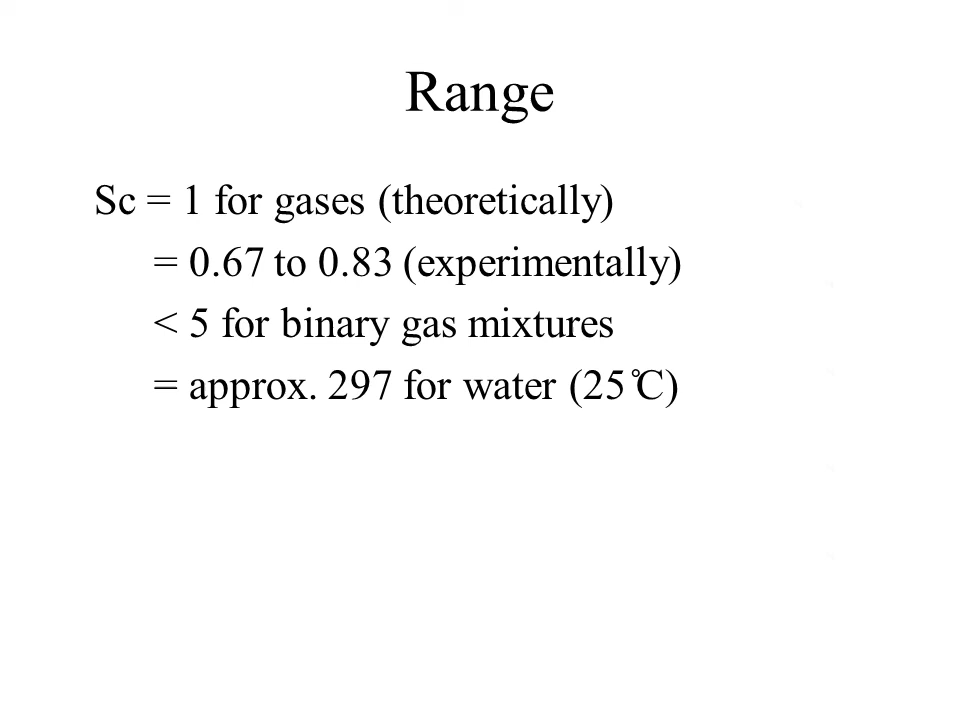 Range
Sc = 1 for gases (theoretically)
= 0.67 to 0.83 (experimentally)
< 5 for binary gas mixtures
= approx. 297 for water (25˚C)